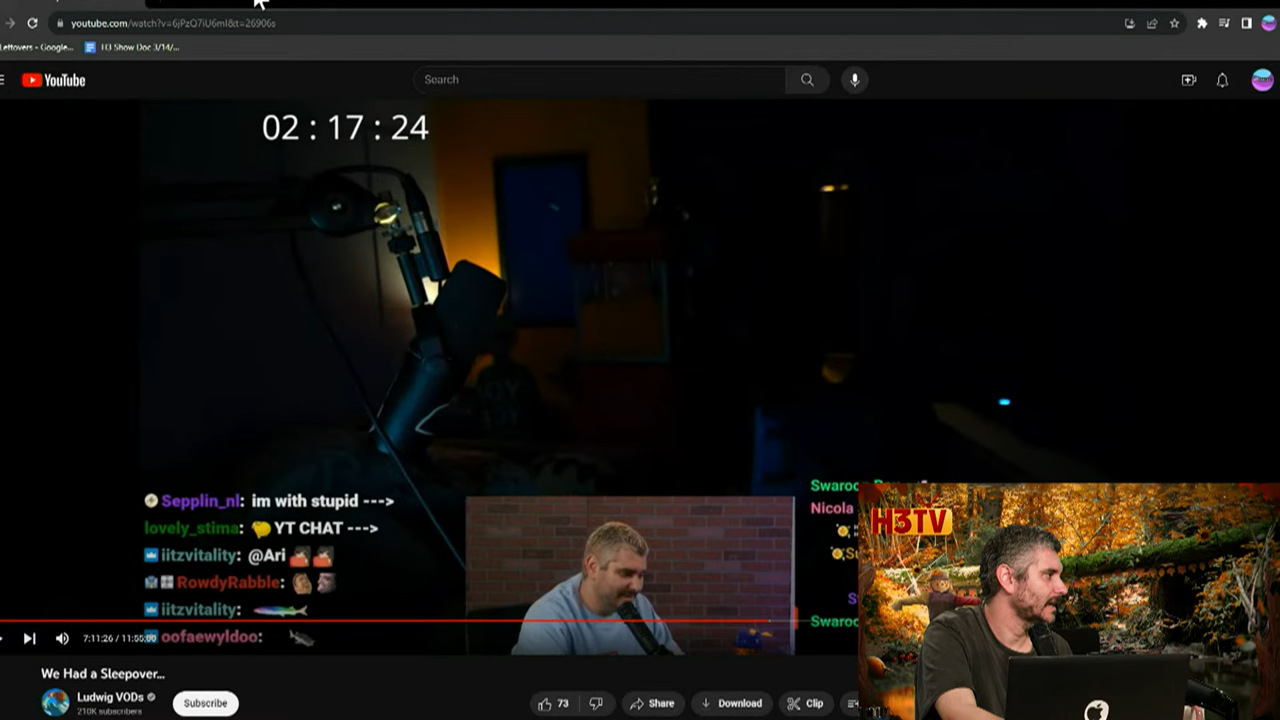 youtube.com/watch?v=6jPzQ7iU6mI&t=26906s
Leftovers - Google...
H3 Show Doc 3/14/...
YouTube
Search
02 : 17 : 24
Sepplin_nl: im with stupid --->
lovely_stima: YT CHAT --->
iitzvitality: @Ari
RowdyRabble:
iitzvitality:
oofaewyldoo:
Swaroo
Nicola
Swaroo
H3TV
7:11:26 / 11:55:00
We Had a Sleepover...
Ludwig VODs
210K subscribers
Subscribe
73
Share
Download
Clip